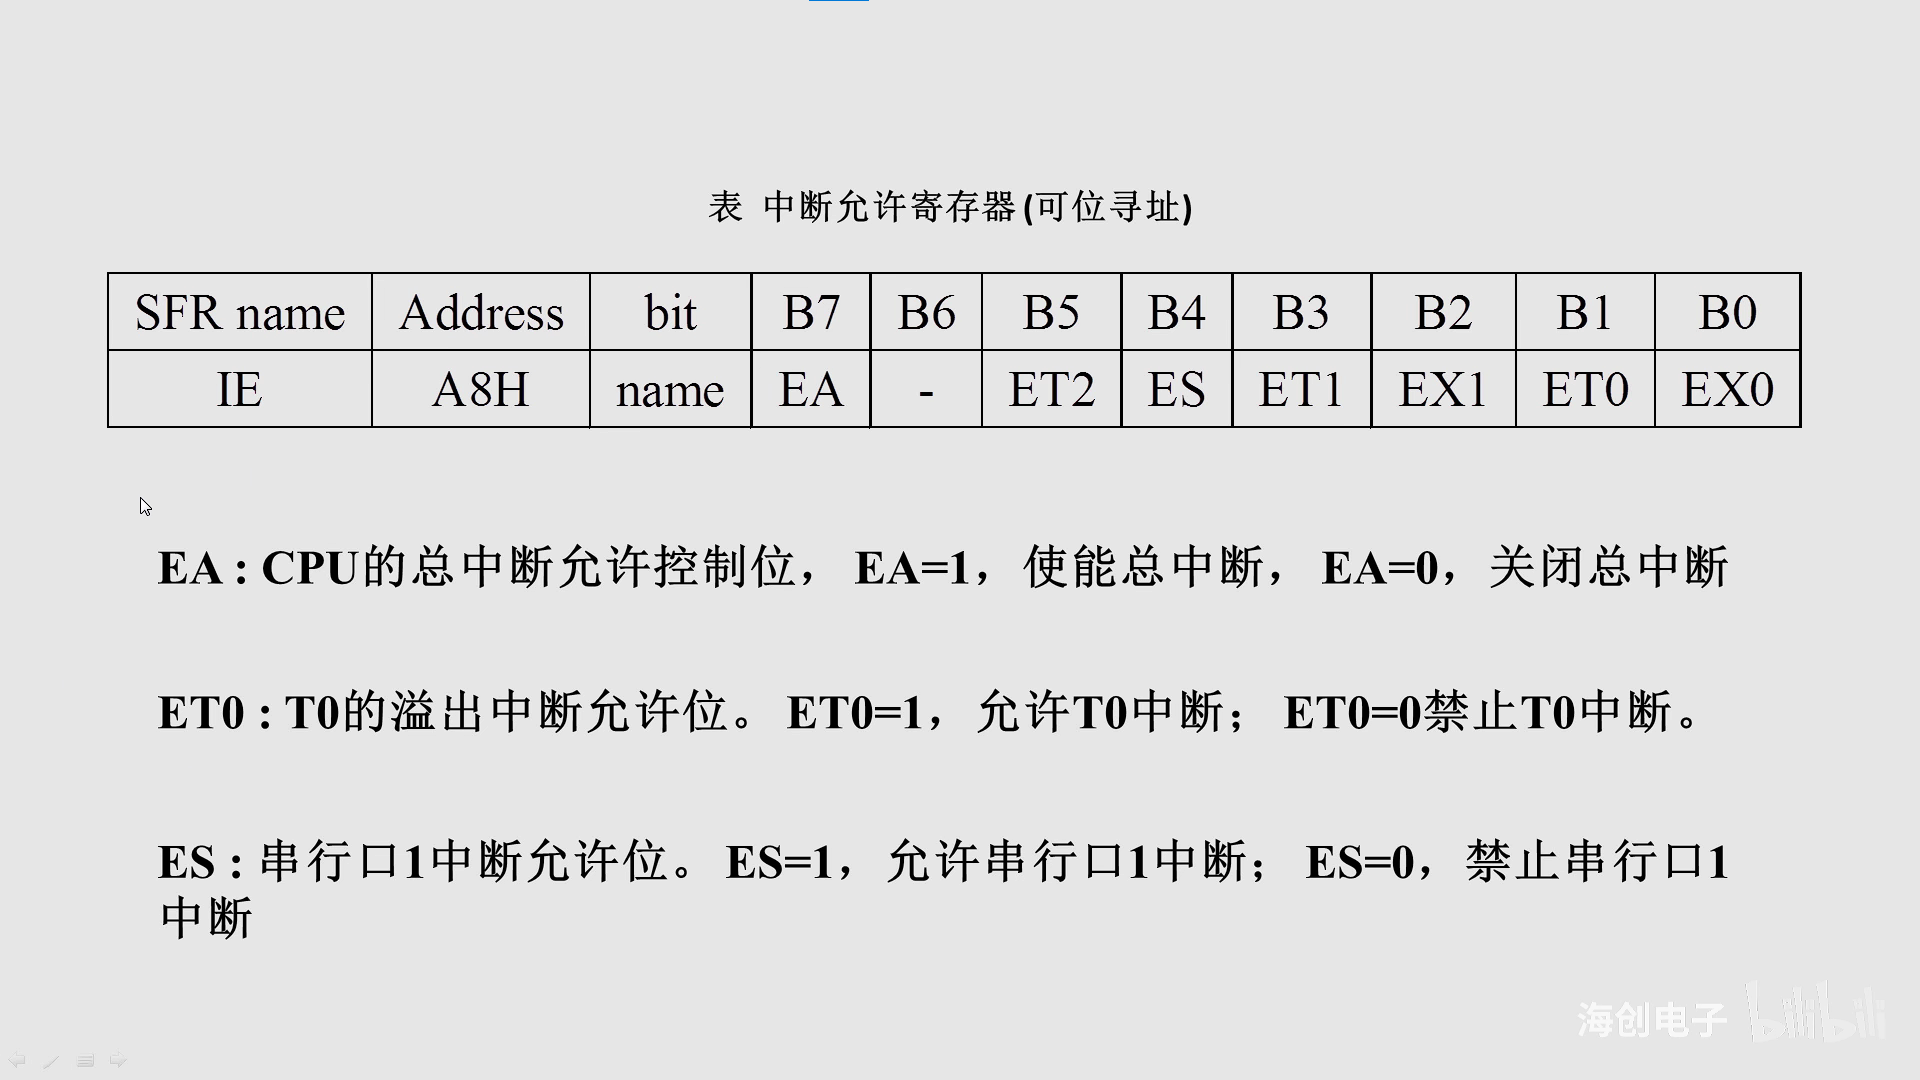 表 中断允许寄存器(可位寻址)
SFR name Address bit B7 B6 B5 B4 B3 B2 B1 B0
IE A8H name EA - ET2 ES ET1 EX1 ET0 EX0
EA : CPU的总中断允许控制位， EA=1，使能总中断， EA=0，关闭总中断
ET0 : T0的溢出中断允许位。 ET0=1，允许T0中断； ET0=0禁止T0中断。
ES : 串行口1中断允许位。 ES=1，允许串行口1中断； ES=0，禁止串行口1
中断
海创电子 bilibili